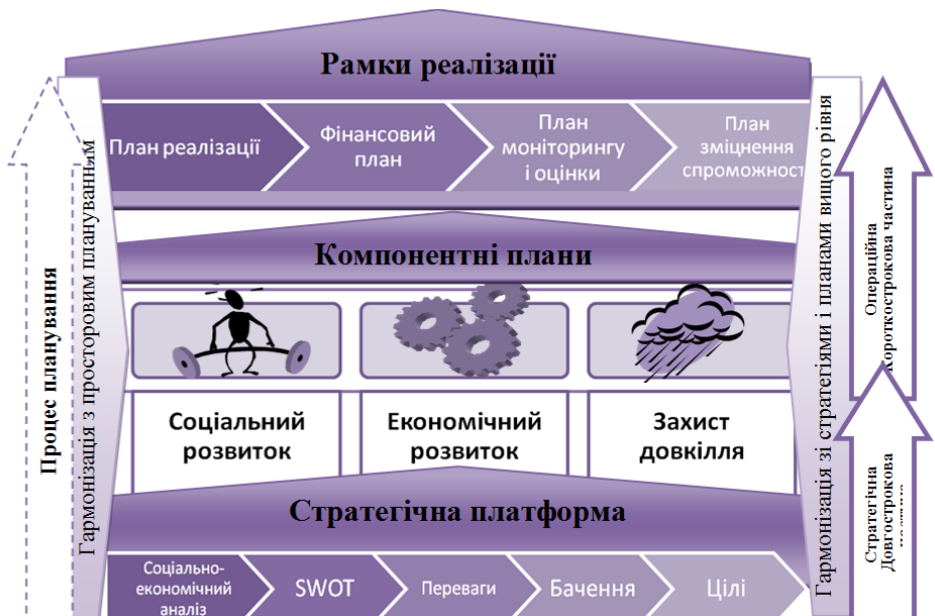 Рамки реалізації
План реалізації
Фінансовий
план
План
моніторингу
і оцінки
План
зміцнення
спроможност
Компонентні плани
Соціальний
розвиток
Економічний
розвиток
Захист
довкілля
Стратегічна платформа
Соціально-
економічний
аналіз
SWOT
Переваги
Бачення
Цілі
Процес планування
Гармонізація з просторовим плануванням
Гармонізація зі стратегіями і планами вищого рівня
Операційна
Короткострокова частина
Стратегічна
Довгострокова